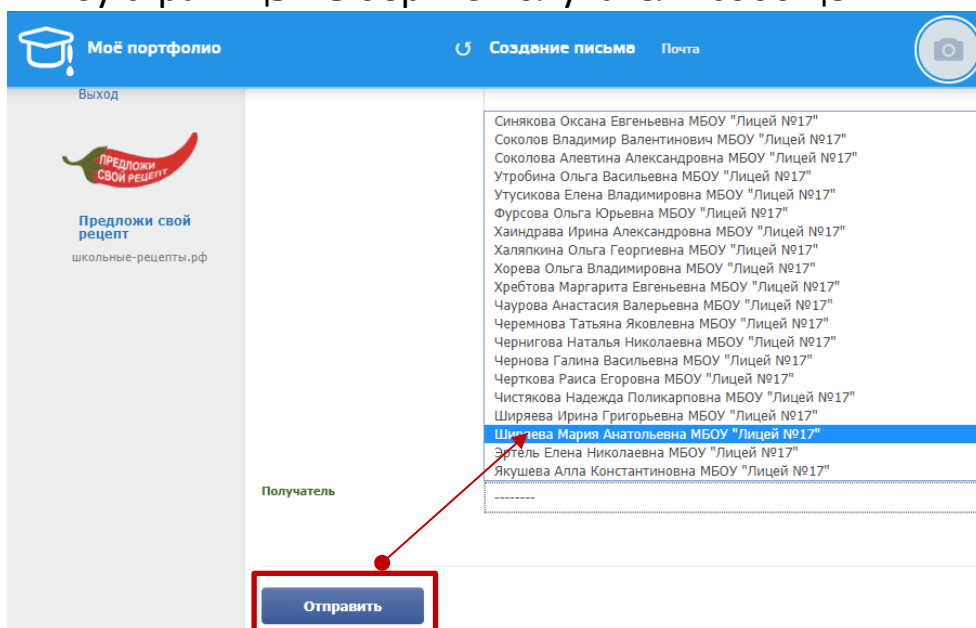 Моё портфолио
Создание письма Почта
Выход
ПРЕДЛОЖИ
СВОЙ РЕЦЕПТ
Предложи свой
рецепт
школьные-рецепты.рф
Синякова Оксана Евгеньевна МБОУ "Лицей №17"
Соколов Владимир Валентинович МБОУ "Лицей №17"
Соколова Алевтина Александровна МБОУ "Лицей №17"
Утробина Ольга Васильевна МБОУ "Лицей №17"
Утусикова Елена Владимировна МБОУ "Лицей №17"
Фурсова Ольга Юрьевна МБОУ "Лицей №17"
Хаиндрава Ирина Александровна МБОУ "Лицей №17"
Халяпкина Ольга Георгиевна МБОУ "Лицей №17"
Хорева Ольга Владимировна МБОУ "Лицей №17"
Хребтова Маргарита Евгеньевна МБОУ "Лицей №17"
Чаурова Анастасия Валерьевна МБОУ "Лицей №17"
Черемнова Татьяна Яковлевна МБОУ "Лицей №17"
Чернигова Наталья Николаевна МБОУ "Лицей №17"
Чернова Галина Васильевна МБОУ "Лицей №17"
Черткова Раиса Егоровна МБОУ "Лицей №17"
Чистякова Надежда Поликарповна МБОУ "Лицей №17"
Ширяева Ирина Григорьевна МБОУ "Лицей №17"
Ширяева Мария Анатольевна МБОУ "Лицей №17"
Эртель Елена Николаевна МБОУ "Лицей №17"
Якушева Алла Константиновна МБОУ "Лицей №17"
Получатель
--------
Отправить